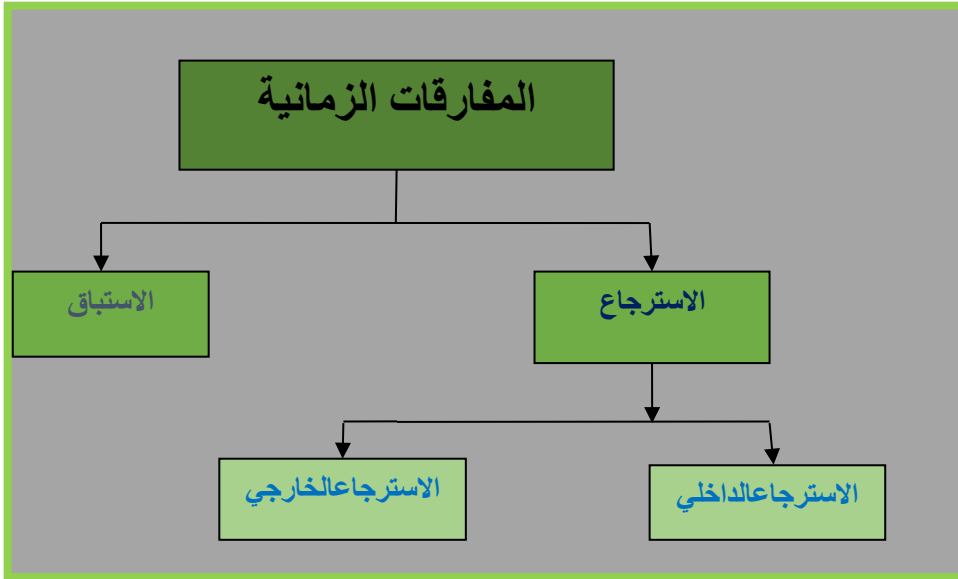 المفارقات الزمانية
الاسترجاع
الاستباق
الاسترجاعالداخلي
الاسترجاعالخارجي